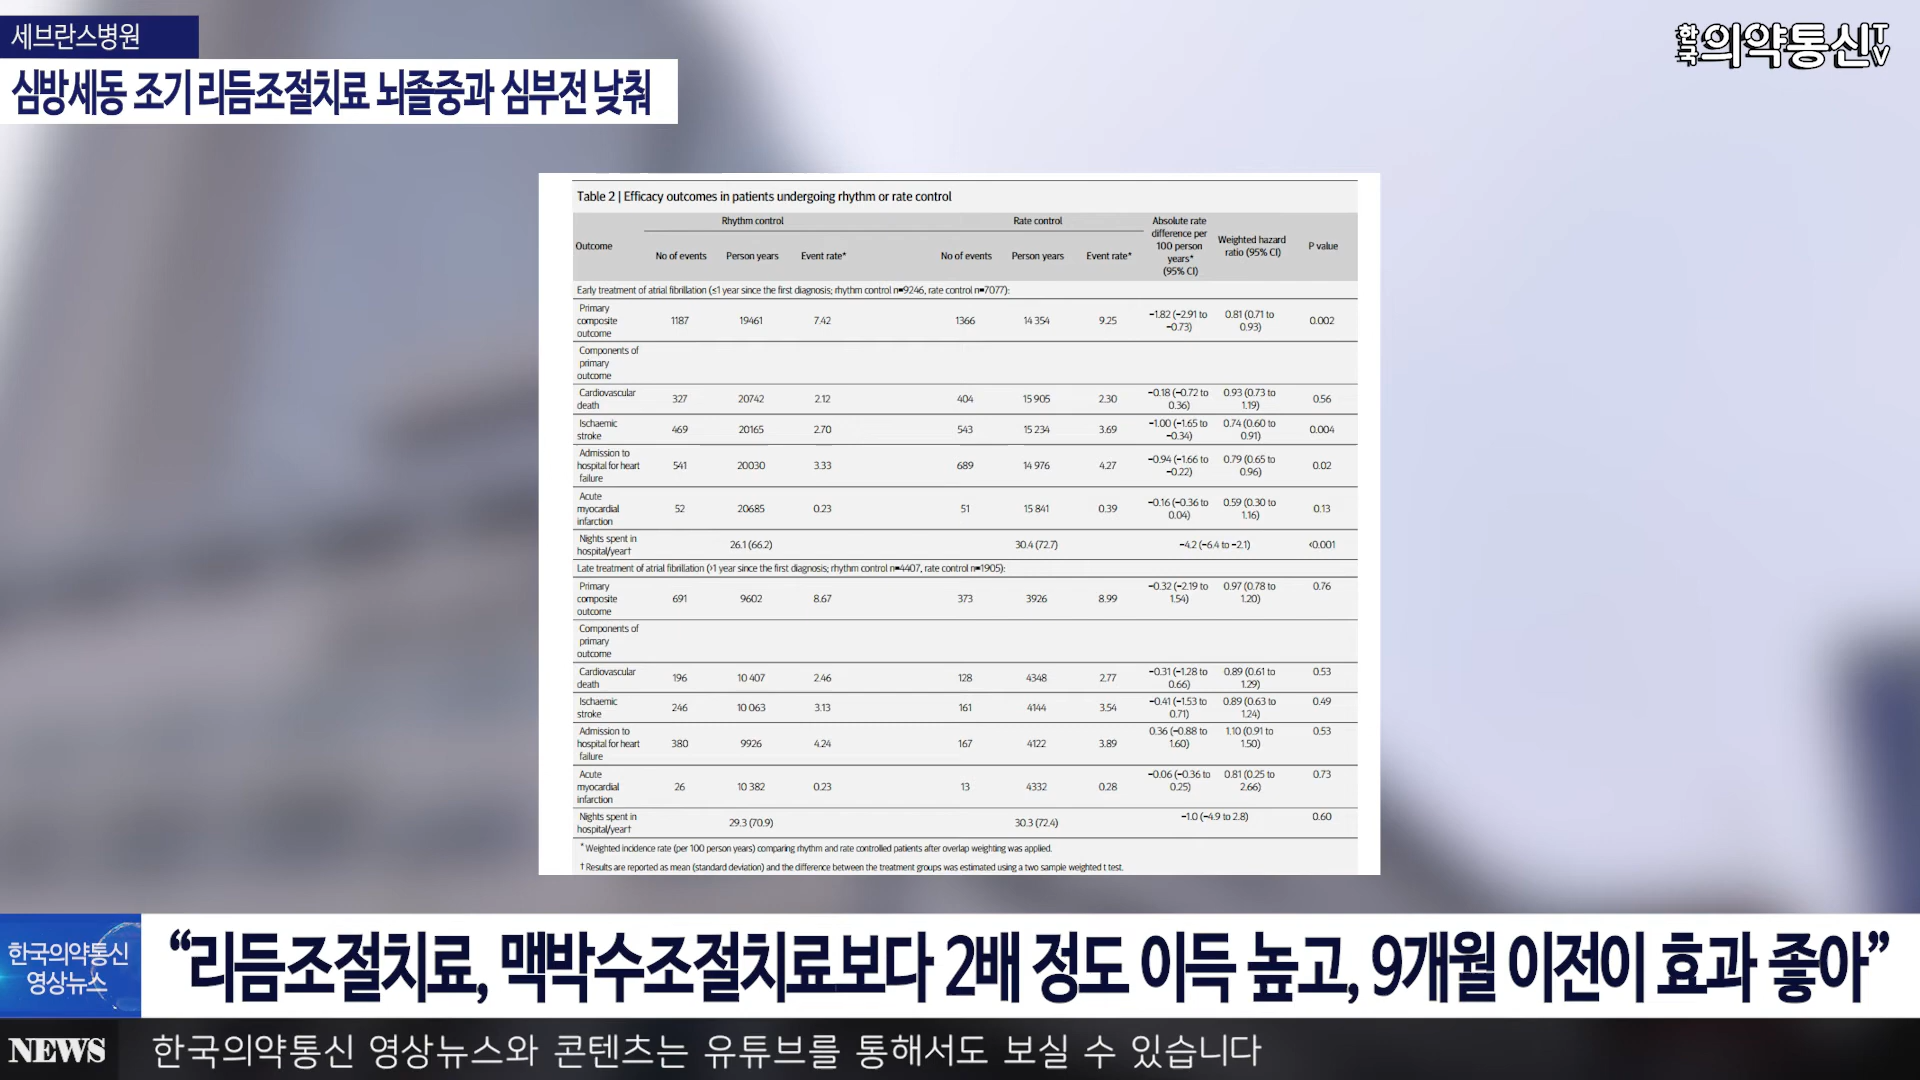 세브란스병원
심방세동 조기 리듬조절치료 뇌졸중과 심부전 낮춰
한국의약통신TV
Table 2 | Efficacy outcomes in patients undergoing rhythm or rate control
Rhythm control Rate control
Outcome No of events Person years Event rate* No of events Person years Event rate* Absolute rate difference per 100 person years* (95% CI) Weighted hazard ratio (95% CI) P value
Early treatment of atrial fibrillation (≤1 year since the first diagnosis; rhythm control n=9246, rate control n=7077):
Primary composite outcome 1187 19461 7.42 1366 14 354 9.25 −1.82 (−2.91 to −0.73) 0.81 (0.71 to 0.93) 0.002
Components of primary outcome
Cardiovascular death 327 20742 2.12 404 15 905 2.30 −0.18 (−0.72 to 0.36) 0.93 (0.73 to 1.19) 0.56
Ischaemic stroke 469 20165 2.70 543 15 234 3.69 −1.00 (−1.65 to −0.34) 0.74 (0.60 to 0.91) 0.004
Admission to hospital for heart failure 541 20030 3.33 689 14 976 4.27 −0.94 (−1.66 to −0.22) 0.79 (0.65 to 0.96) 0.02
Acute myocardial infarction 52 20685 0.23 51 15 841 0.39 −0.16 (−0.36 to 0.04) 0.59 (0.30 to 1.16) 0.13
Nights spent in hospital/year† 26.1 (66.2) 30.4 (72.7) −4.2 (−6.4 to −2.1) <0.001
Late treatment of atrial fibrillation (>1 year since the first diagnosis; rhythm control n=4407, rate control n=1905):
Primary composite outcome 691 9602 8.67 373 3926 8.99 −0.32 (−2.19 to 1.54) 0.97 (0.78 to 1.20) 0.76
Components of primary outcome
Cardiovascular death 196 10 407 2.46 128 4348 2.77 −0.31 (−1.28 to 0.66) 0.89 (0.61 to 1.29) 0.53
Ischaemic stroke 246 10 063 3.13 161 4144 3.54 −0.41 (−1.53 to 0.71) 0.89 (0.63 to 1.24) 0.49
Admission to hospital for heart failure 380 9926 4.24 167 4122 3.89 0.36 (−0.88 to 1.60) 1.10 (0.91 to 1.50) 0.53
Acute myocardial infarction 26 10 382 0.23 13 4332 0.28 −0.06 (−0.36 to 0.25) 0.81 (0.25 to 2.66) 0.73
Nights spent in hospital/year† 29.3 (70.9) 30.3 (72.4) −1.0 (−4.9 to 2.8) 0.60
*Weighted incidence rate (per 100 person years) comparing rhythm and rate controlled patients after overlap weighting was applied.
†Results are reported as mean (standard deviation) and the difference between the treatment groups was estimated using a two sample weighted t test.
한국의약통신
영상뉴스
“리듬조절치료, 맥박수조절치료보다 2배 정도 이득 높고, 9개월 이전이 효과 좋아”
NEWS 한국의약통신 영상뉴스와 콘텐츠는 유튜브를 통해서도 보실 수 있습니다